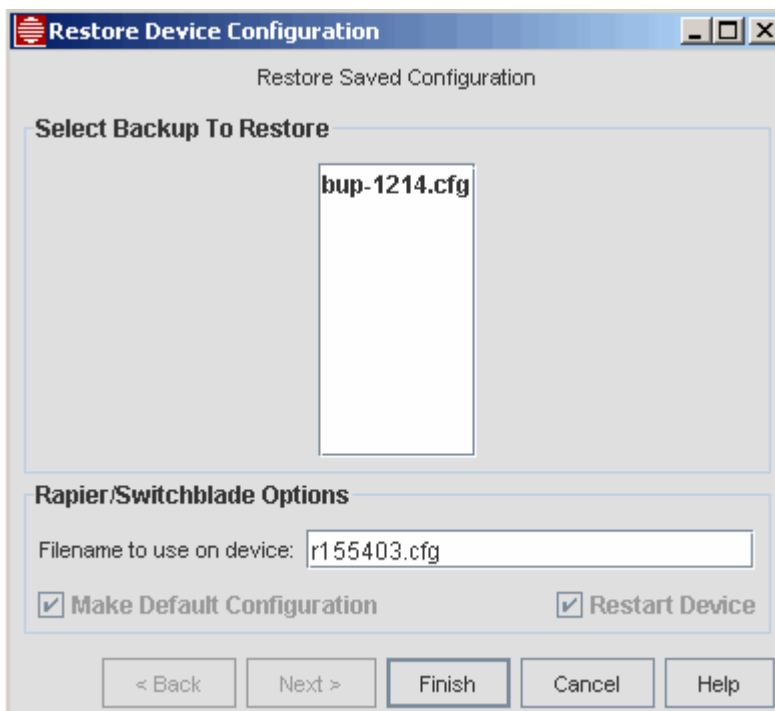 Restore Device Configuration
Restore Saved Configuration
Select Backup To Restore
bup-1214.cfg
Rapier/Switchblade Options
Filename to use on device: r155403.cfg
Make Default Configuration Restart Device
< Back Next > Finish Cancel Help